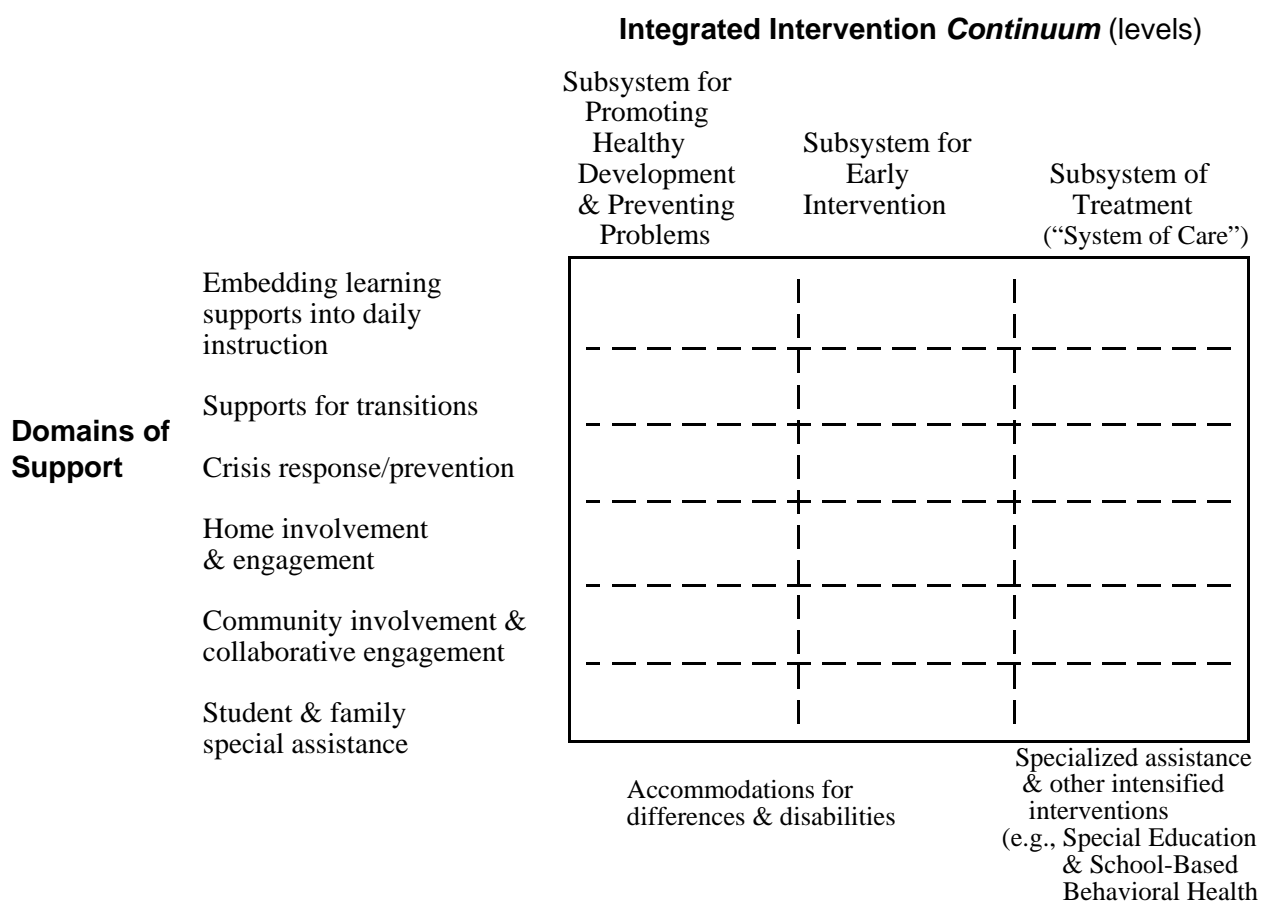 Integrated Intervention Continuum (levels)
Subsystem for
Promoting
Healthy
Development
& Preventing
Problems
Subsystem for
Early
Intervention
Subsystem of
Treatment
(“System of Care”)
Domains of
Support
Embedding learning
supports into daily
instruction
Supports for transitions
Crisis response/prevention
Home involvement
& engagement
Community involvement &
collaborative engagement
Student & family
special assistance
Accommodations for
differences & disabilities
Specialized assistance
& other intensified
interventions
(e.g., Special Education
& School-Based
Behavioral Health